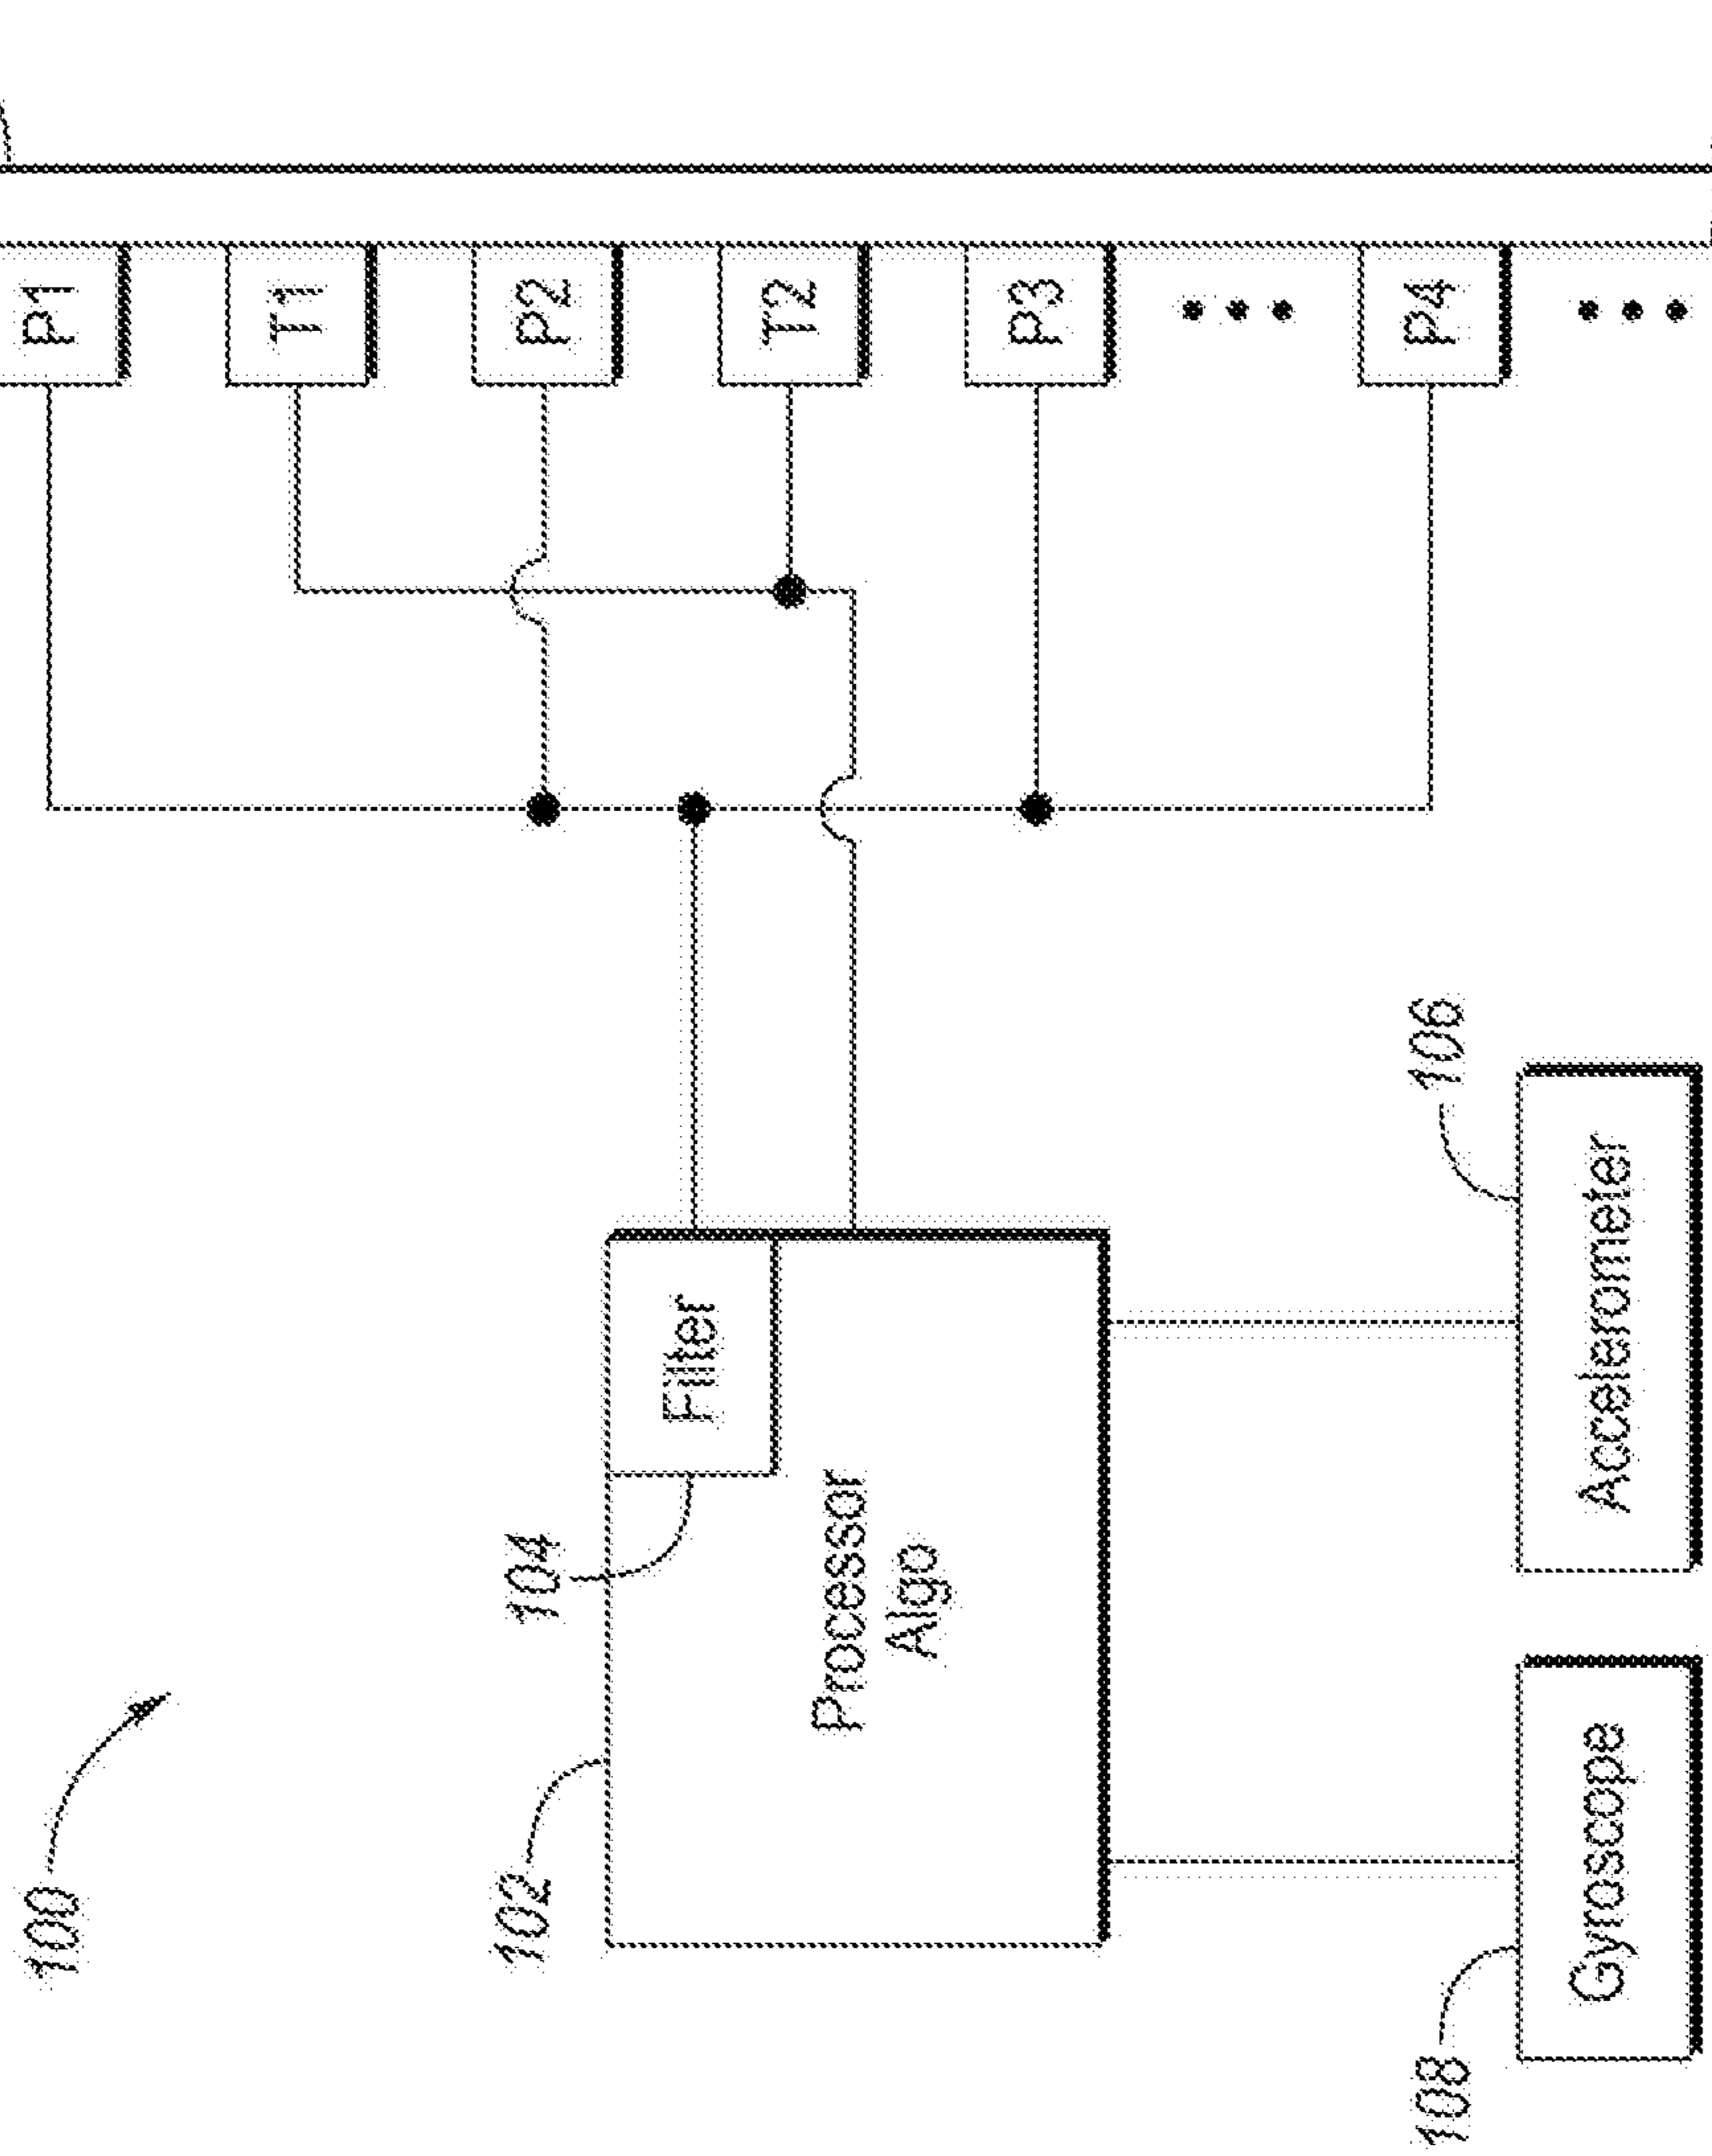 100
102
104
Filter
Processor
Algo
P1
T1
P2
T2
P3
P4
106
Accelerometer
108
Gyroscope